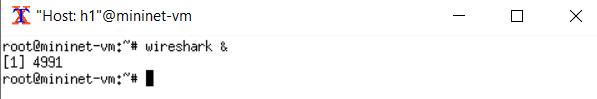 "Host: h1"@mininet-vm
root@mininet-vm:~# wireshark &
[1] 4991
root@mininet-vm:~#